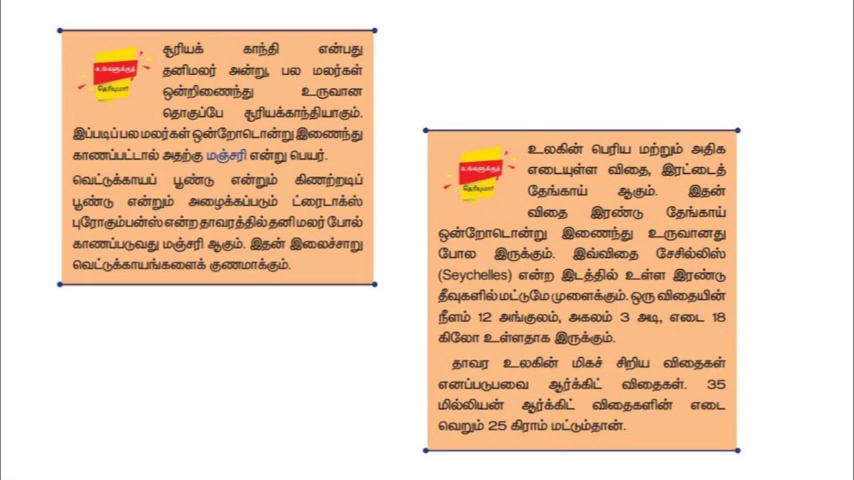 உங்களுக்குத்
தெரியுமா?
சூரியக் காந்தி என்பது
தனிமலர் அன்று, பல மலர்கள்
ஒன்றிணைந்து உருவான
தொகுப்பே சூரியக்காந்தியாகும்.
இப்படிப் பல மலர்கள் ஒன்றோடொன்று இணைந்து
காணப்பட்டால் அதற்கு மஞ்சரி என்று பெயர்.
வெட்டுக்காயப் பூண்டு என்றும் கிணற்றடிப்
பூண்டு என்றும் அழைக்கப்படும் ட்ரைடாக்ஸ்
புரோகும்பன்ஸ் என்ற தாவரத்தில் தனி மலர் போல்
காணப்படுவது மஞ்சரி ஆகும். இதன் இலைச்சாறு
வெட்டுக்காயங்களைக் குணமாக்கும்.
உங்களுக்குத்
தெரியுமா?
உலகின் பெரிய மற்றும் அதிக
எடையுள்ள விதை, இரட்டைத்
தேங்காய் ஆகும். இதன்
விதை இரண்டு தேங்காய்
ஒன்றோடொன்று இணைந்து உருவானது
போல இருக்கும். இவ்விதை சேசில்லிஸ்
(Seychelles) என்ற இடத்தில் உள்ள இரண்டு
தீவுகளில் மட்டுமே முளைக்கும். ஒரு விதையின்
நீளம் 12 அங்குலம், அகலம் 3 அடி, எடை 18
கிலோ உள்ளதாக இருக்கும்.
தாவர உலகின் மிகச் சிறிய விதைகள்
எனப்படுபவை ஆர்க்கிட் விதைகள். 35
மில்லியன் ஆர்க்கிட் விதைகளின் எடை
வெறும் 25 கிராம் மட்டும்தான்.